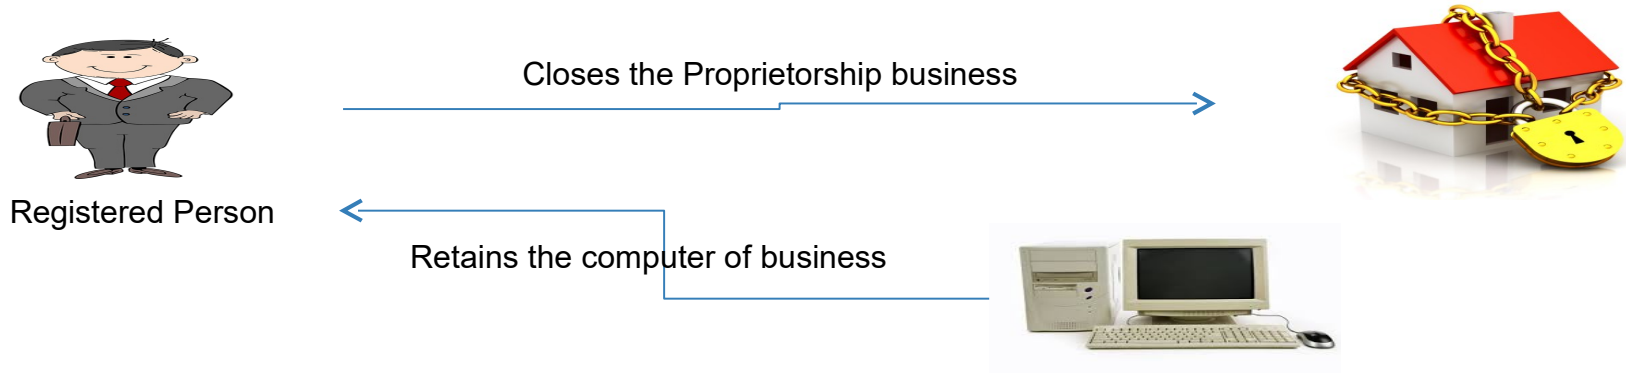 Closes the Proprietorship business
Registered Person
Retains the computer of business